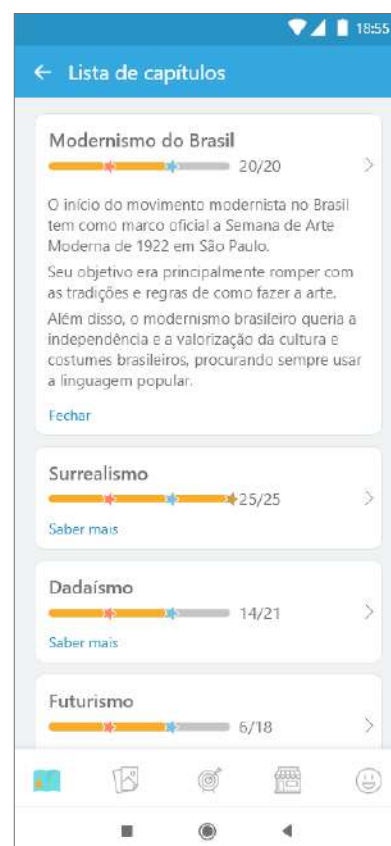 18:55
Lista de capítulos
Modernismo do Brasil
20/20
O início do movimento modernista no Brasil
tem como marco oficial a Semana de Arte
Moderna de 1922 em São Paulo.
Seu objetivo era principalmente romper com
as tradições e regras de como fazer a arte.
Além disso, o modernismo brasileiro queria a
independência e a valorização da cultura e
costumes brasileiros, procurando sempre usar
a linguagem popular.
Fechar
Surrealismo
25/25
Saber mais
Dadaísmo
14/21
Saber mais
Futurismo
6/18